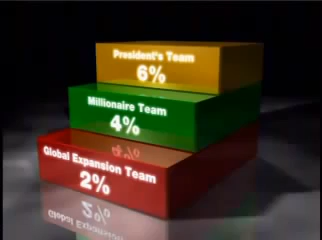 President's Team
6%
Millionaire Team
4%
Global Expansion Team
2%